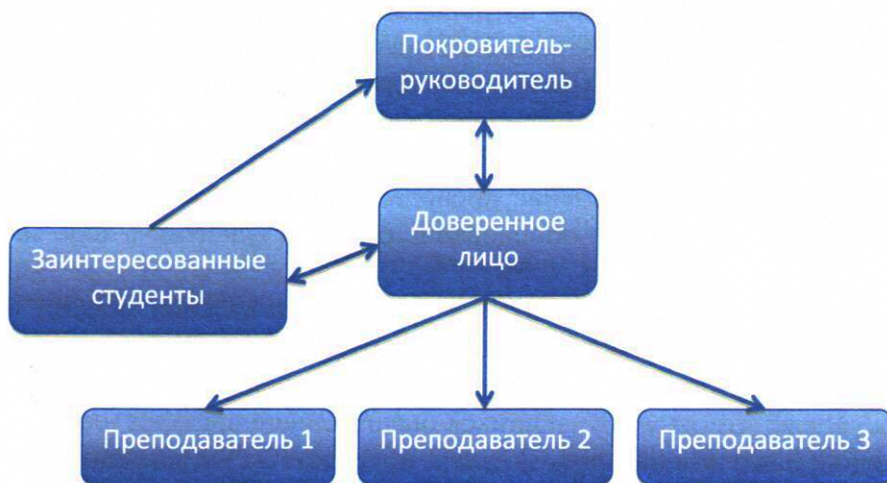 Покровитель-
руководитель
Доверенное
лицо
Заинтересованные
студенты
Преподаватель 1
Преподаватель 2
Преподаватель 3